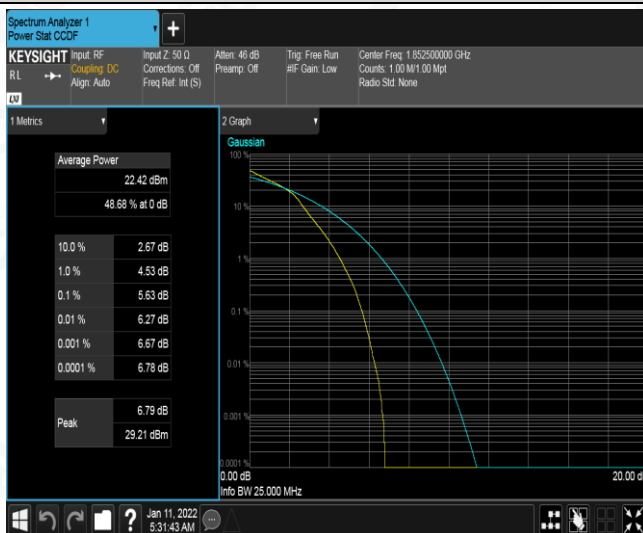 Spectrum Analyzer 1
Power Stat CCDF
+
KEYSIGHT
RL
LXI
Input: RF
Coupling: DC
Align: Auto
Input Z: 50 Ω
Corrections: Off
Freq Ref: Int (S)
Atten: 46 dB
Preamp: Off
Trig: Free Run
#IF Gain: Low
Center Freq: 1.852500000 GHz
Counts: 1.00 M/1.00 Mpt
Radio Std: None
1 Metrics
Average Power
22.42 dBm
48.68 % at 0 dB
10.0 % 2.67 dB
1.0 % 4.53 dB
0.1 % 5.63 dB
0.01 % 6.27 dB
0.001 % 6.67 dB
0.0001 % 6.78 dB
Peak
6.79 dB
29.21 dBm
2 Graph
Gaussian
100 %
10 %
1 %
0.1 %
0.01 %
0.001 %
0.0001 %
0.00 dB
20.00 d
Info BW 25.000 MHz
?
Jan 11, 2022
5:31:43 AM